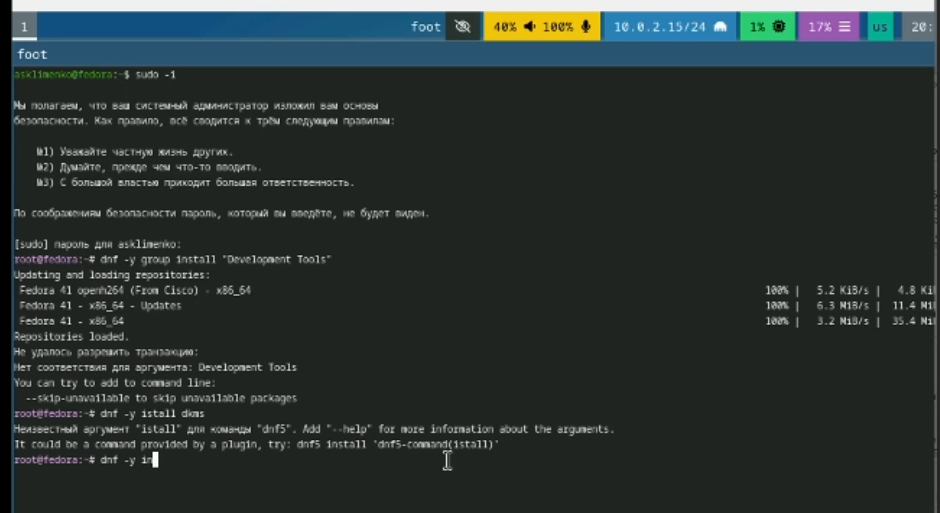 1 foot 40% 100% 10.0.2.15/24 1% 17% us 20:
foot
asklimenko@fedora:~$ sudo -i
Мы полагаем, что ваш системный администратор изложил вам основы
безопасности. Как правило, всё сводится к трём следующим правилам:
№1) Уважайте частную жизнь других.
№2) Думайте, прежде чем что-то вводить.
№3) С большой властью приходит большая ответственность.
По соображениям безопасности пароль, который вы введёте, не будет виден.
[sudo] пароль для asklimenko:
root@fedora:~# dnf -y group install "Development Tools"
Updating and loading repositories:
Fedora 41 openh264 (From Cisco) - x86_64 100% | 5.2 KiB/s | 4.8 Ki
Fedora 41 - x86_64 - Updates 100% | 6.3 MiB/s | 11.4 Mi
Fedora 41 - x86_64 100% | 3.2 MiB/s | 35.4 Mi
Repositories loaded.
Не удалось разрешить транзакцию:
Нет соответствия для аргумента: Development Tools
You can try to add to command line:
--skip-unavailable to skip unavailable packages
root@fedora:~# dnf -y istall dkms
Неизвестный аргумент "istall" для команды "dnf5". Add "--help" for more information about the arguments.
It could be a command provided by a plugin, try: dnf5 install 'dnf5-command(istall)'
root@fedora:~# dnf -y in